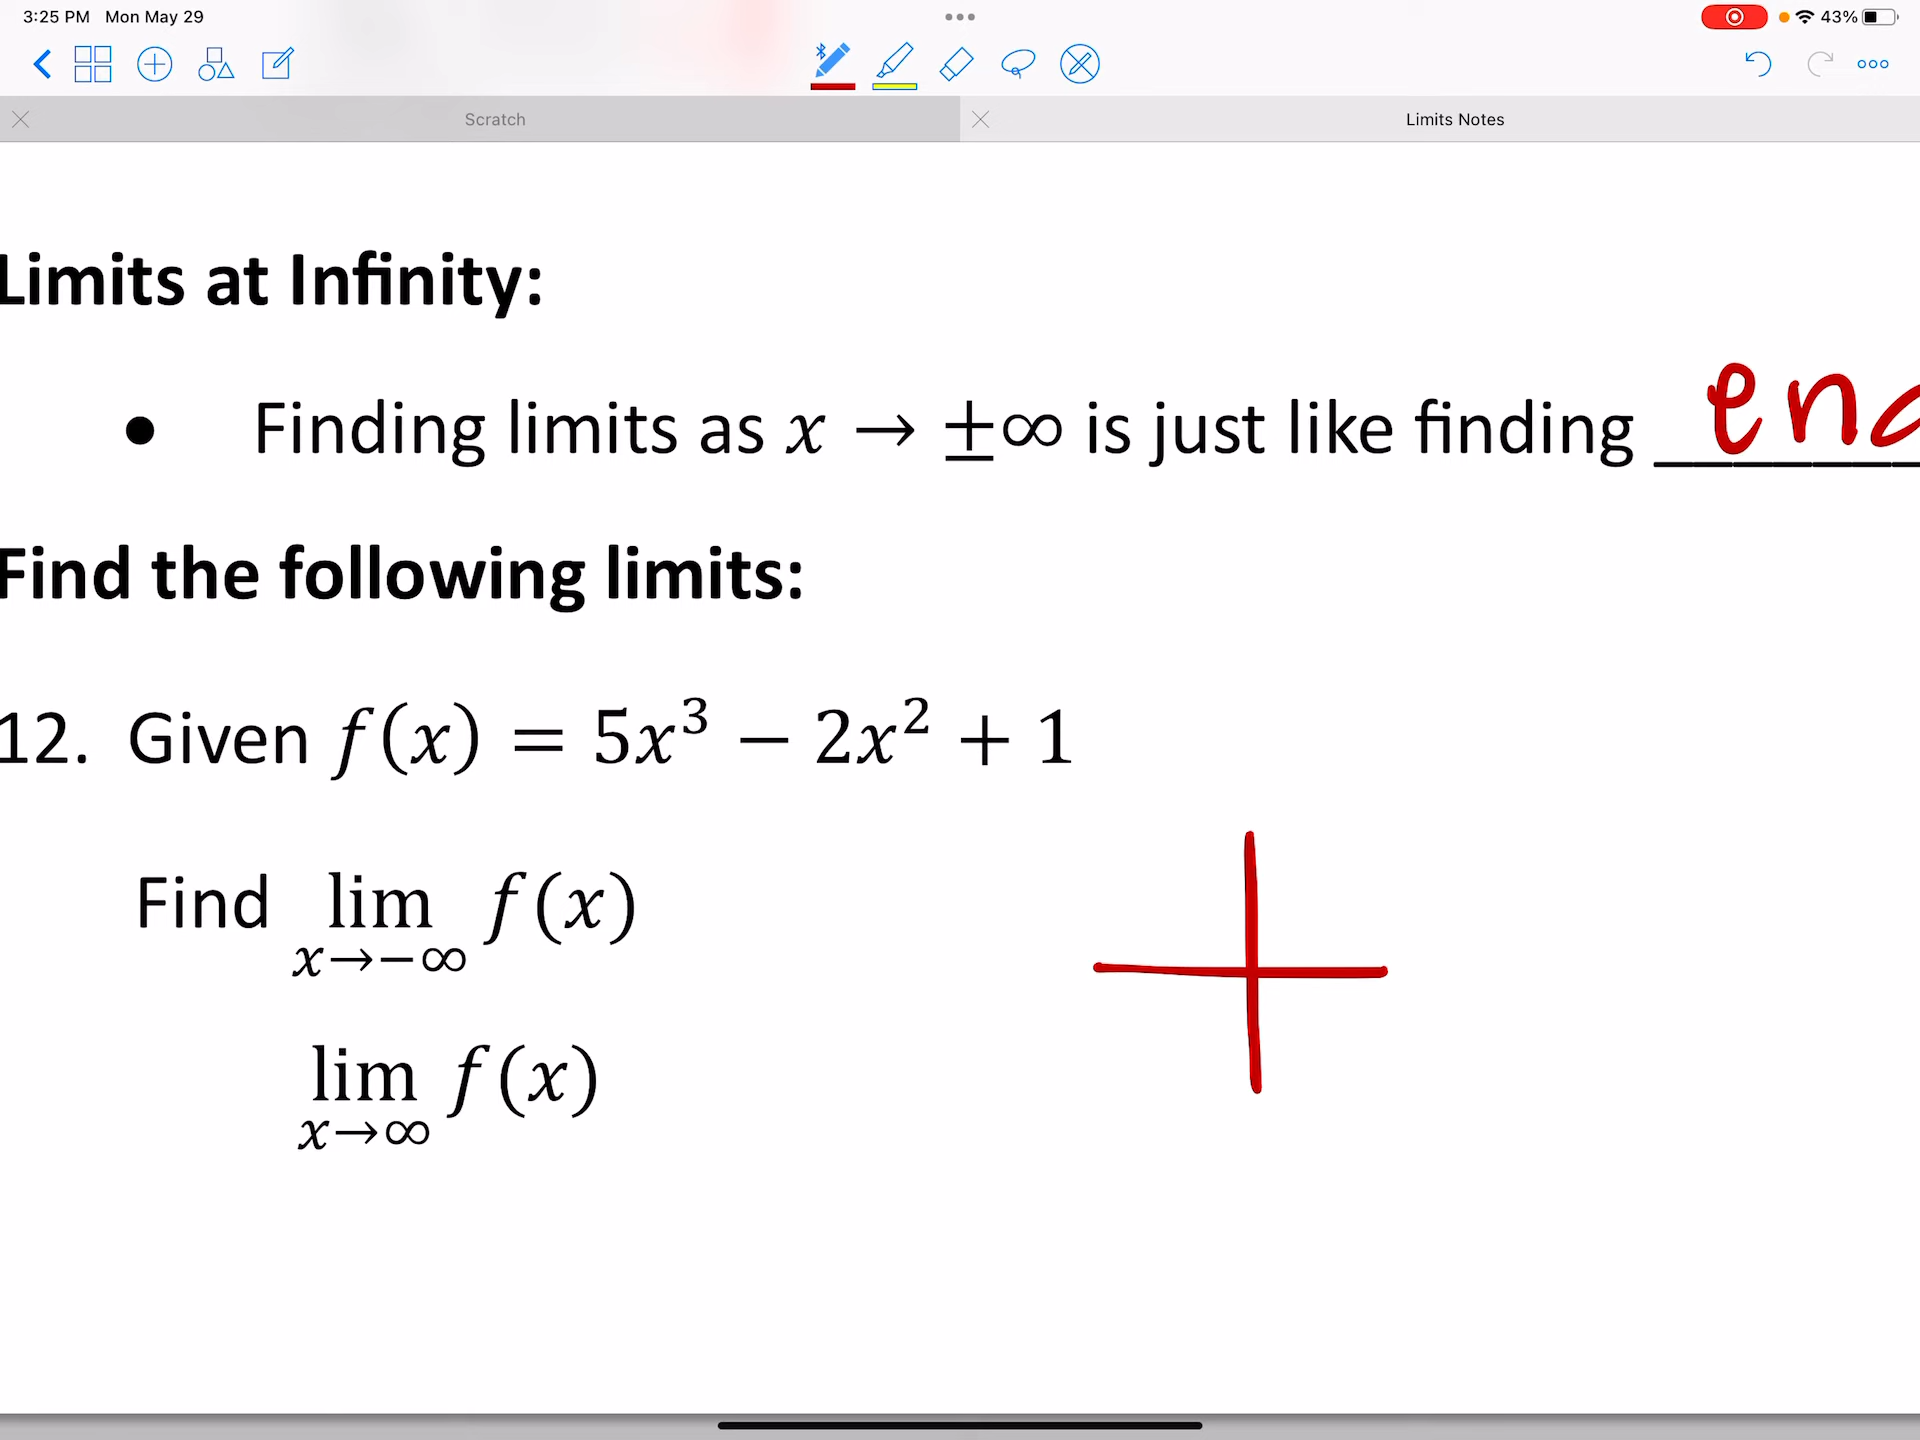 3:25 PM Mon May 29
43%
Scratch
Limits Notes
Limits at Infinity:
• Finding limits as x → ±∞ is just like finding
Find the following limits:
12. Given f(x) = 5x³ − 2x² + 1
Find lim x→−∞ f(x)
lim x→∞ f(x)